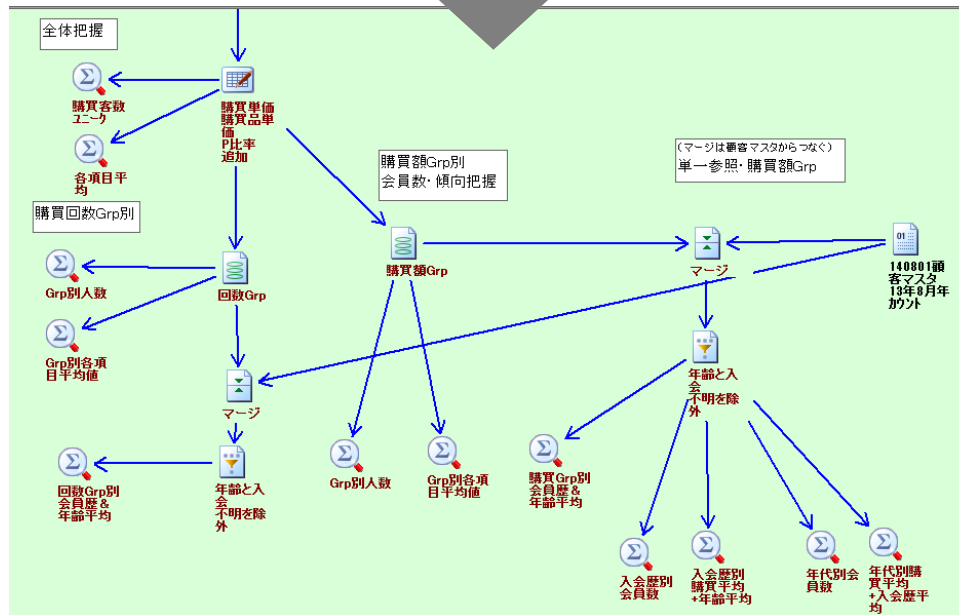 全体把握
購買客数
ユニーク
購買単価
購買品単
価
P比率
追加
各項目平
均
購買額Grp別
会員数・傾向把握
(マージは顧客マスタからつなぐ)
単一参照・購買額Grp
購買回数Grp別
Grp別人数
回数Grp
購買額Grp
マージ
140801顧
客マスタ
13年8月年
カウント
Grp別各項
目平均値
マージ
年齢と入
会
不明を除
外
回数Grp別
会員歴&
年齢平均
年齢と入
会
不明を除
外
Grp別人数
Grp別各項
目平均値
購買Grp別
会員歴&
年齢平均
入会歴別
会員数
入会歴別
購買平均
+年齢平均
年代別会
員数
年代別購
買平均
+入会歴平
均